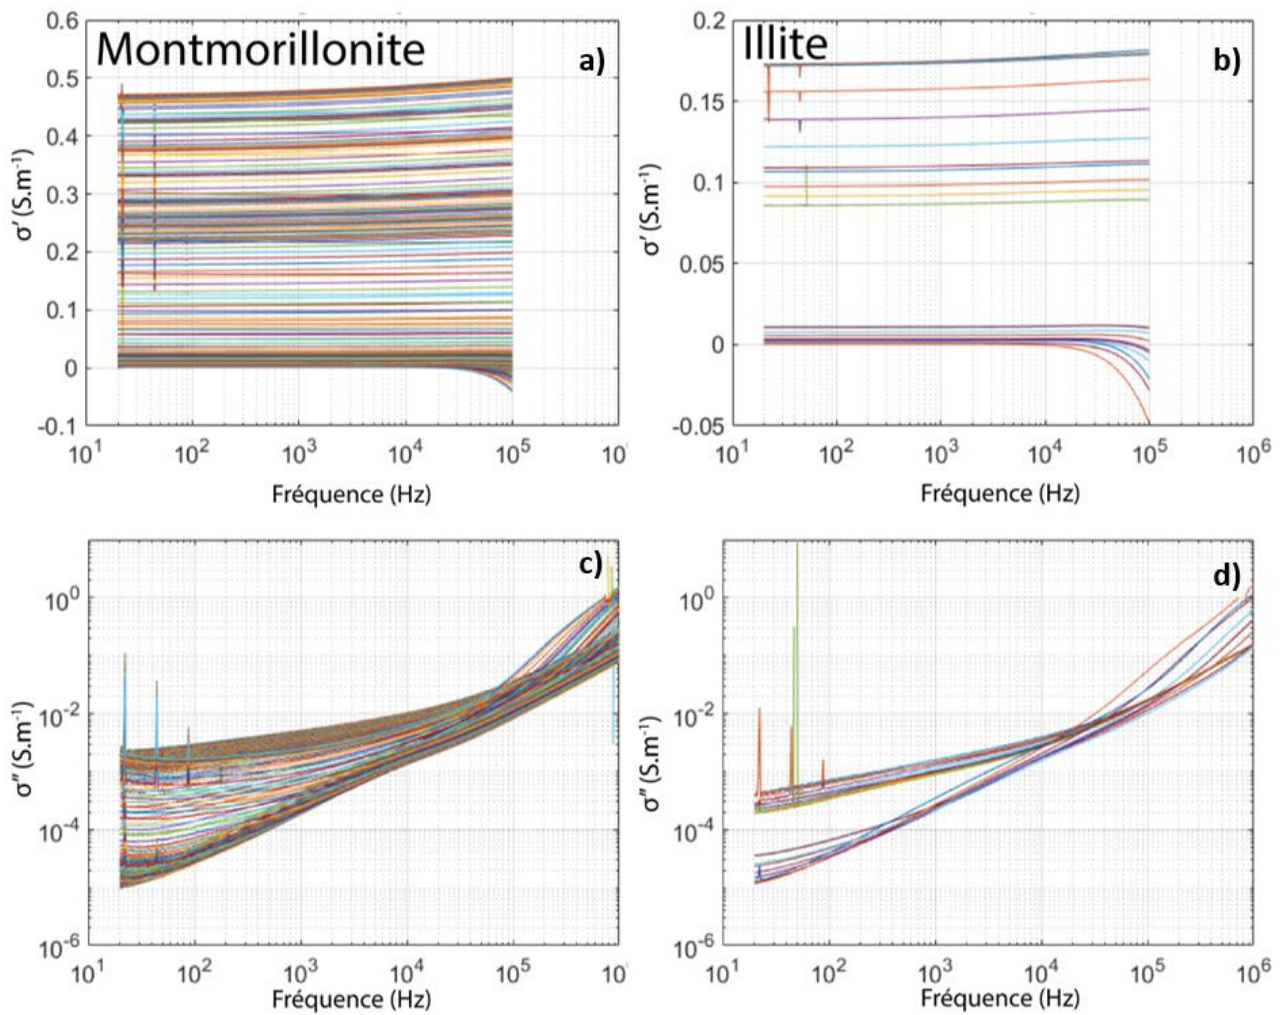 Montmorillonite
a)
0.6
0.5
0.4
0.3
0.2
0.1
0
-0.1
σ' (S.m⁻¹)
10¹ 10² 10³ 10⁴ 10⁵ 10
Fréquence (Hz)
Illite
b)
0.2
0.15
0.1
0.05
0
-0.05
σ' (S.m⁻¹)
10¹ 10² 10³ 10⁴ 10⁵ 10⁶
Fréquence (Hz)
c)
10⁰
10⁻²
10⁻⁴
10⁻⁶
σ" (S.m⁻¹)
10¹ 10² 10³ 10⁴ 10⁵ 10
Fréquence (Hz)
d)
10⁰
10⁻²
10⁻⁴
10⁻⁶
σ" (S.m⁻¹)
10¹ 10² 10³ 10⁴ 10⁵ 10⁶
Fréquence (Hz)